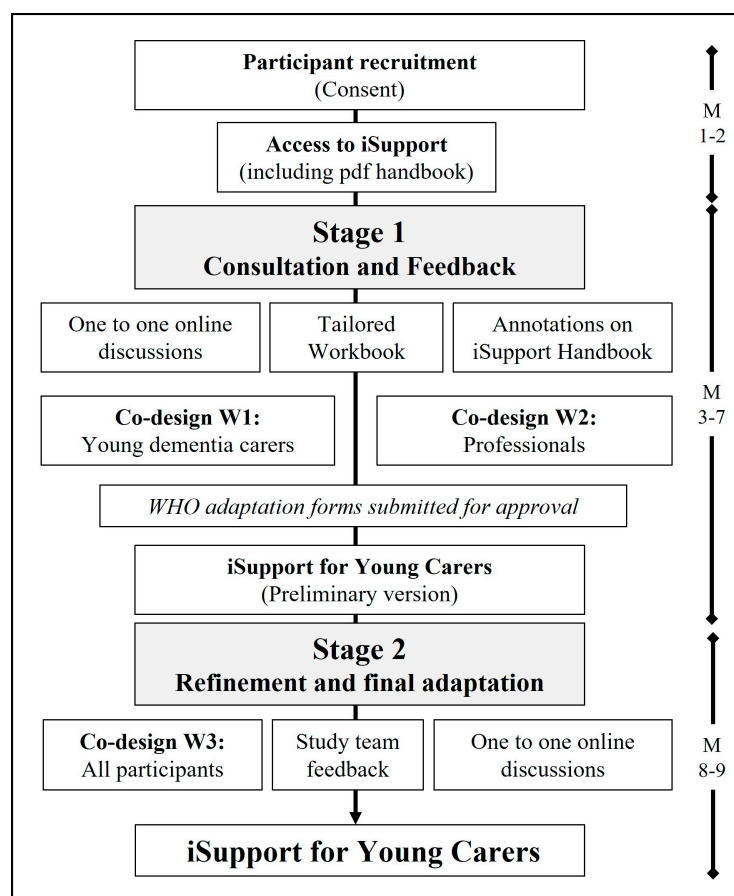 Participant recruitment
(Consent)
M
1-2
Access to iSupport
(including pdf handbook)
Stage 1
Consultation and Feedback
One to one online
discussions
Tailored
Workbook
Annotations on
iSupport Handbook
M
3-7
Co-design W1:
Young dementia carers
Co-design W2:
Professionals
WHO adaptation forms submitted for approval
iSupport for Young Carers
(Preliminary version)
Stage 2
Refinement and final adaptation
Co-design W3:
All participants
Study team
feedback
One to one online
discussions
M
8-9
iSupport for Young Carers